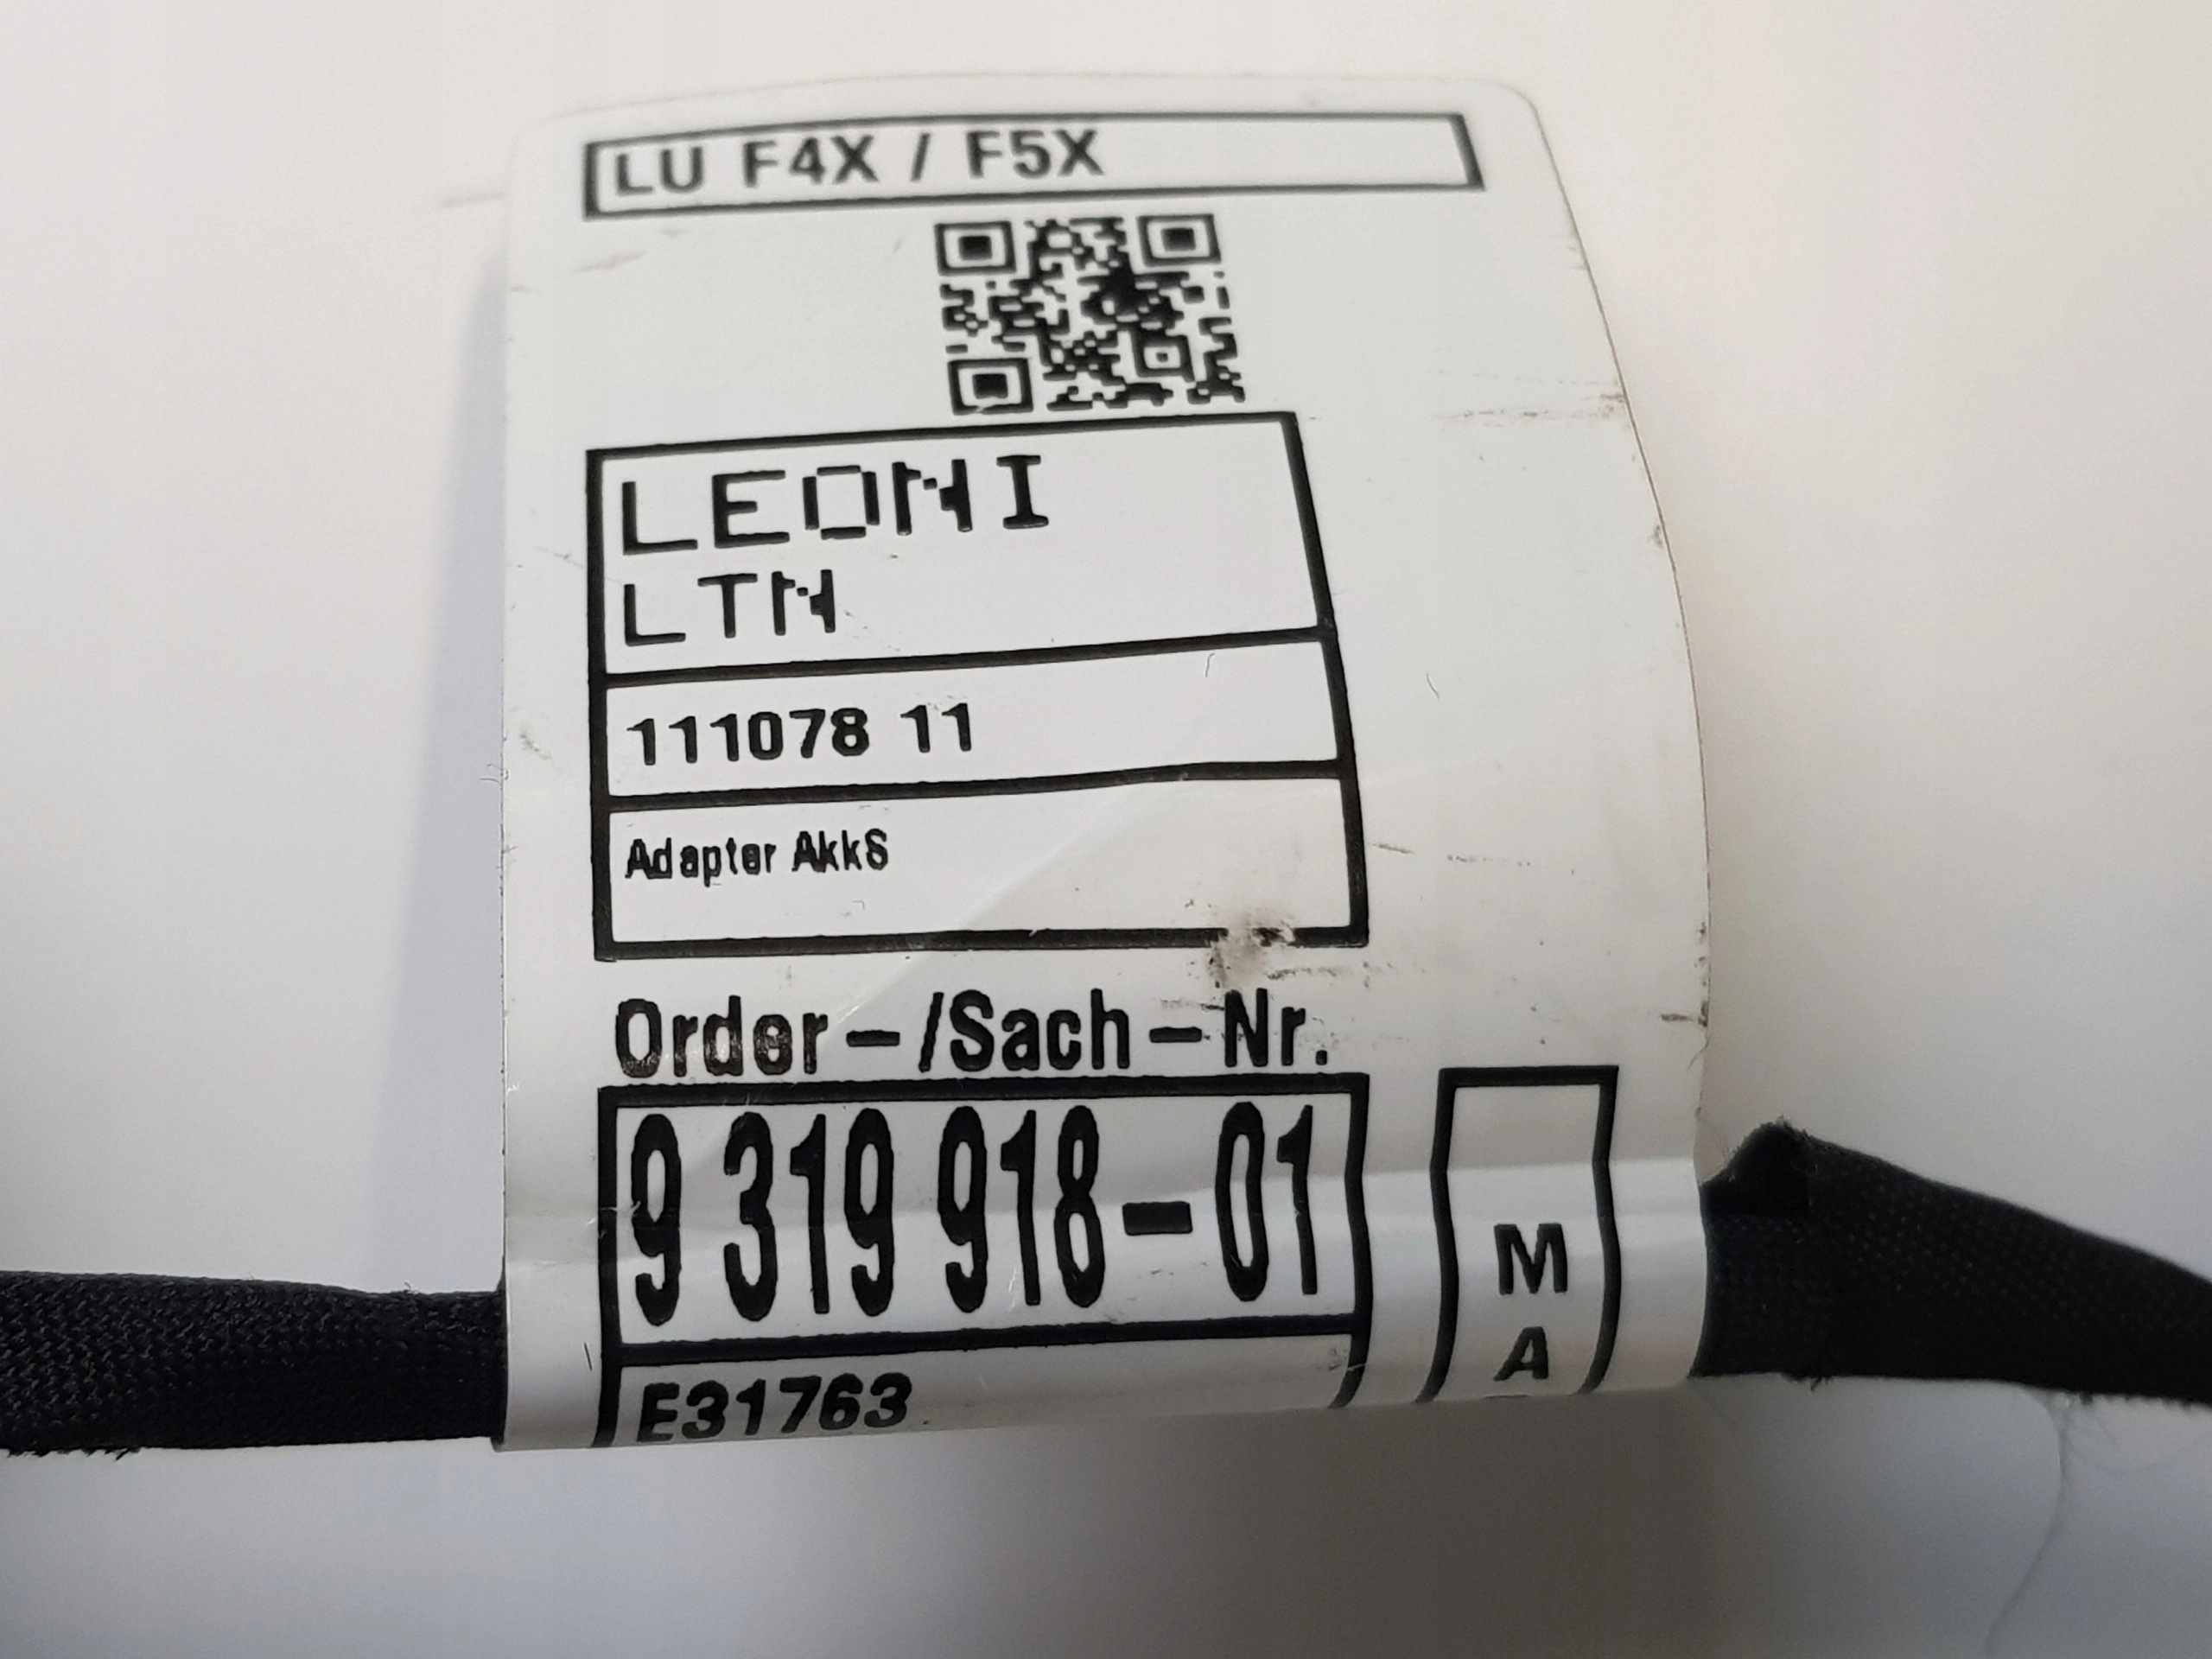 LU F4X / F5X
LEONI
LTN
111078 11
Adapter AkkS
Order-/Sach-Nr.
9 319 918-01
E31763
M
A